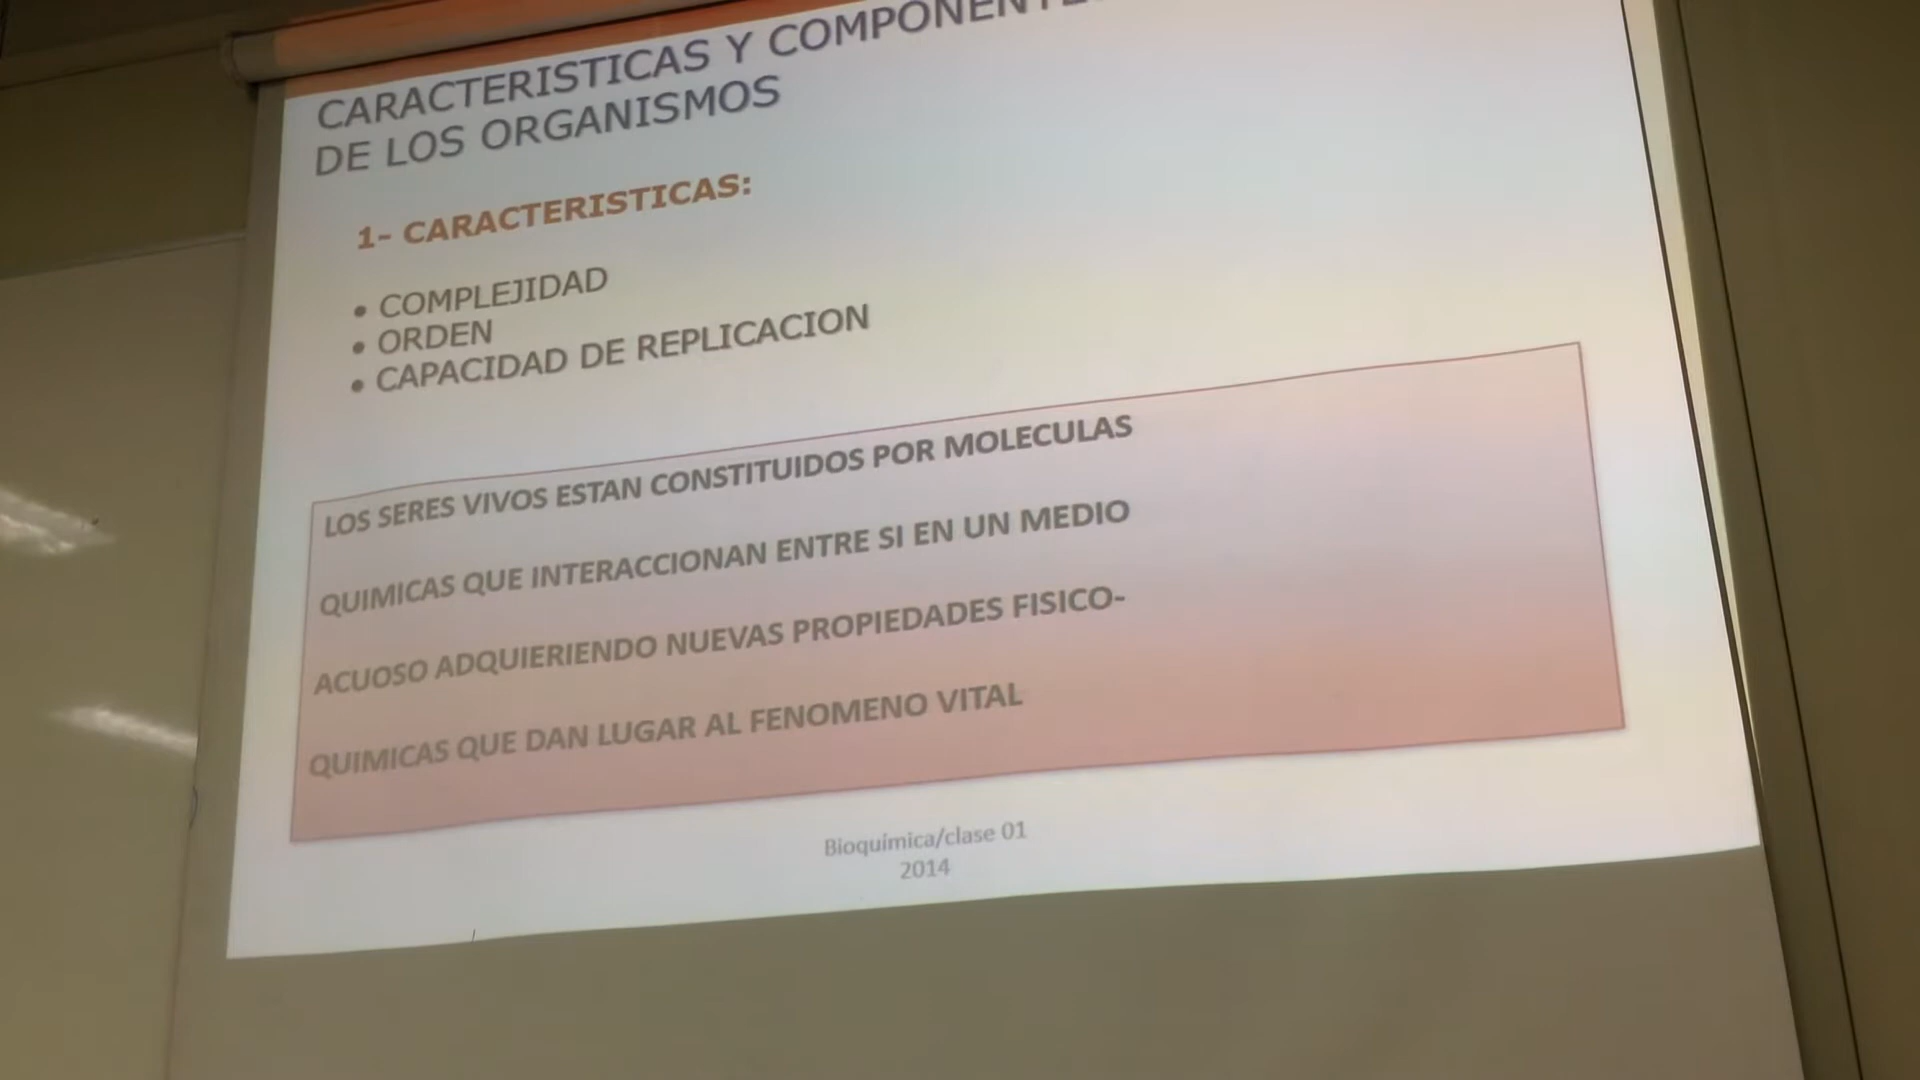 CARACTERISTICAS Y COMPONENTE
DE LOS ORGANISMOS
1- CARACTERISTICAS:
• COMPLEJIDAD
• ORDEN
• CAPACIDAD DE REPLICACION
LOS SERES VIVOS ESTAN CONSTITUIDOS POR MOLECULAS
QUIMICAS QUE INTERACCIONAN ENTRE SI EN UN MEDIO
ACUOSO ADQUIERIENDO NUEVAS PROPIEDADES FISICO-
QUIMICAS QUE DAN LUGAR AL FENOMENO VITAL
Bioquímica/clase 01
2014